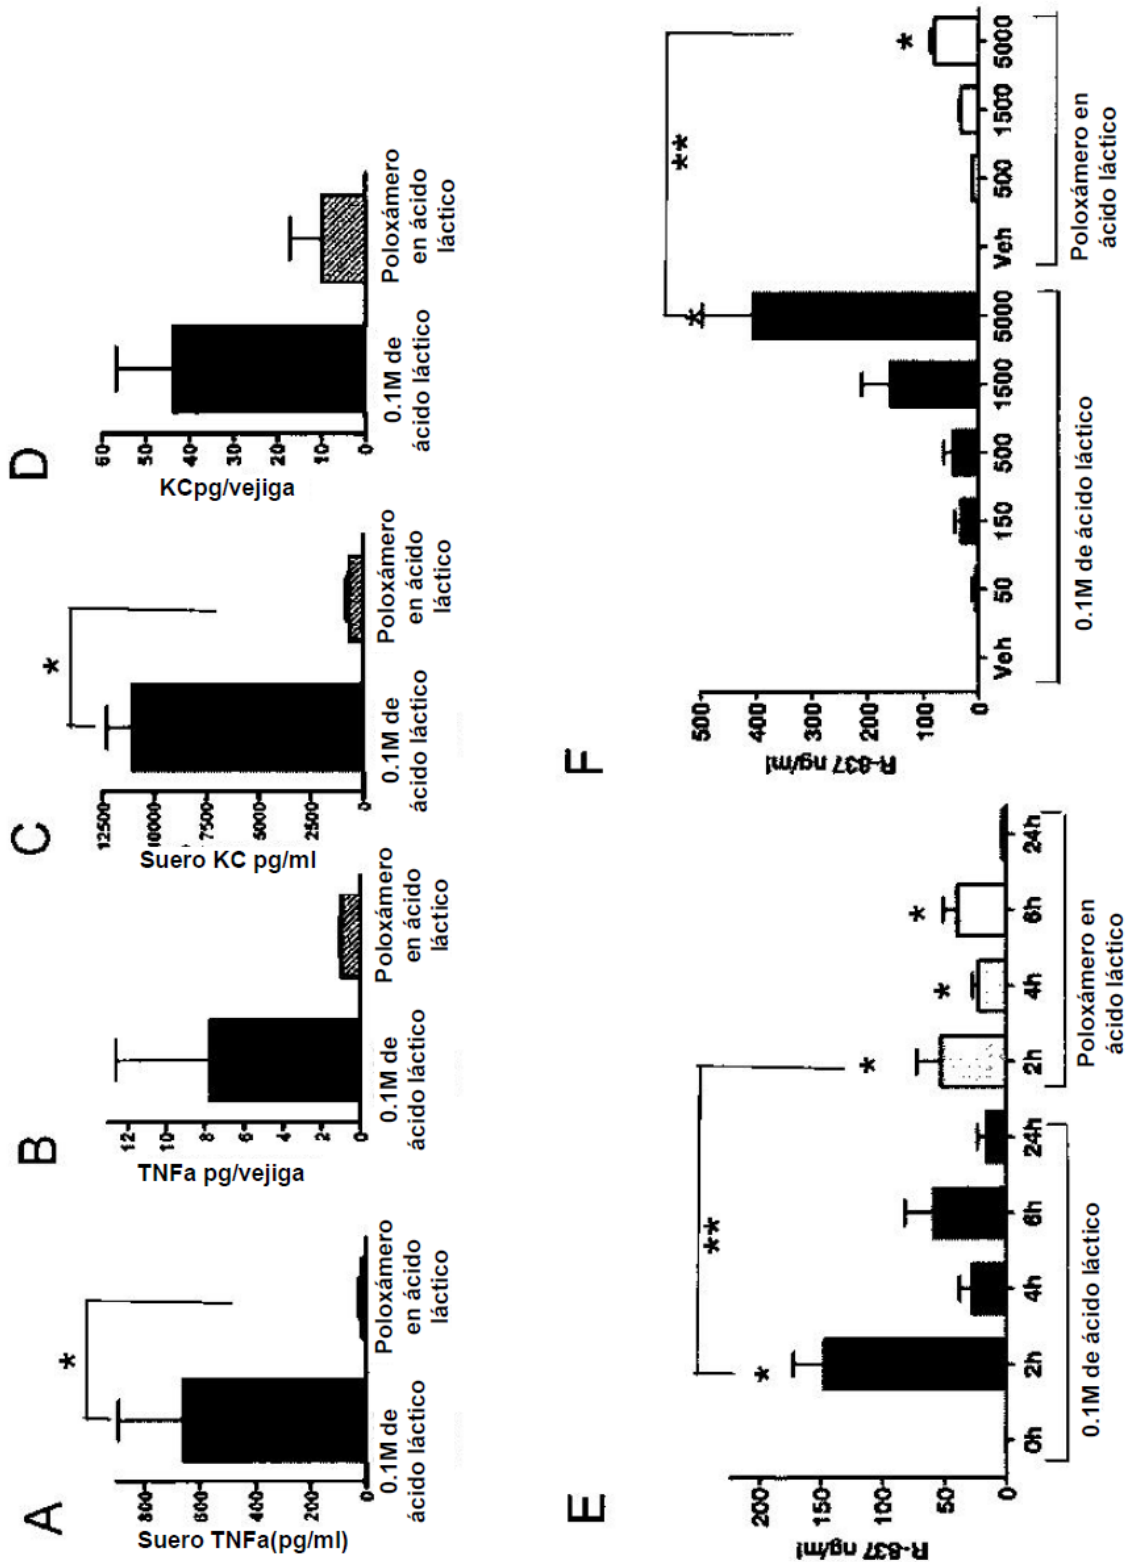 A
Suero TNFa(pg/ml)
800
600
400
200
0
*
0.1M de
ácido láctico
Poloxámero
en ácido
láctico
B
TNFa pg/vejiga
12
10
8
6
4
2
0
0.1M de
ácido láctico
Poloxámero
en ácido
láctico
C
Suero KC pg/ml
12500
10000
7500
5000
2500
0
*
0.1M de
ácido láctico
Poloxámero
en ácido
láctico
D
KCpg/vejiga
60
50
40
30
20
10
0
0.1M de
ácido láctico
Poloxámero
en ácido
láctico
E
R-837 ng/ml
200
150
100
50
0
*
**
*
*
*
0h
2h
4h
6h
24h
2h
4h
6h
24h
0.1M de ácido láctico
Poloxámero en
ácido láctico
F
R-837 ng/ml
500
400
300
200
100
0
*
**
*
Veh
50
150
500
1500
5000
Veh
500
1500
5000
0.1M de ácido láctico
Poloxámero en
ácido láctico